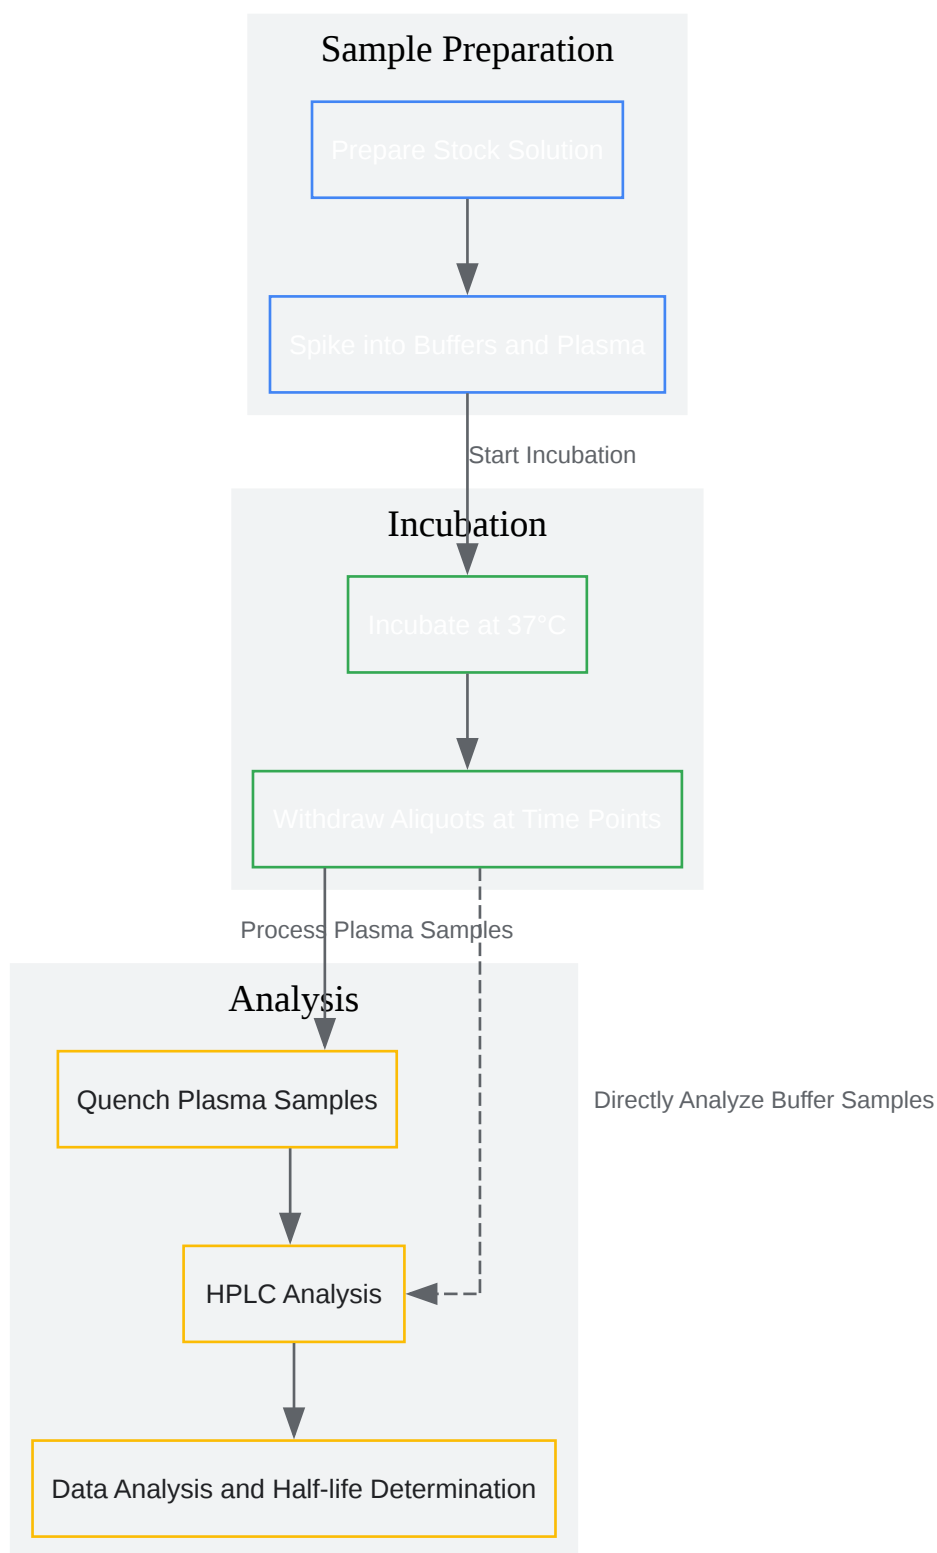 Sample Preparation
Prepare Stock Solution
Spike into Buffers and Plasma
Start Incubation
Incubation
Incubate at 37°C
Withdraw Aliquots at Time Points
Process Plasma Samples
Analysis
Quench Plasma Samples
Directly Analyze Buffer Samples
HPLC Analysis
Data Analysis and Half-life Determination